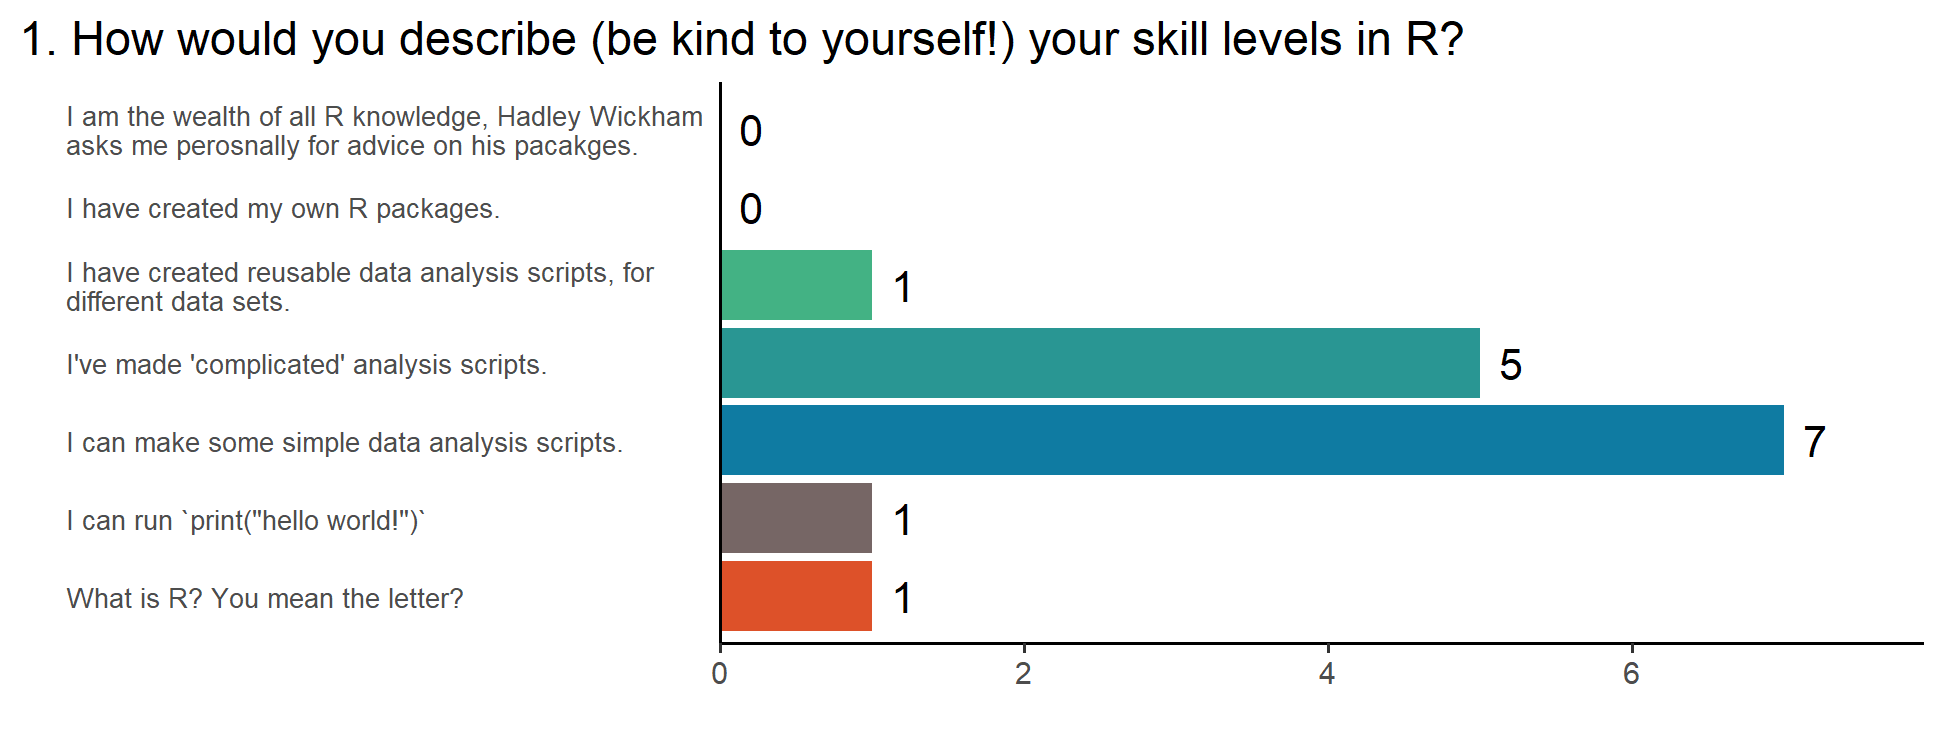 1. How would you describe (be kind to yourself!) your skill levels in R?
I am the wealth of all R knowledge, Hadley Wickham
asks me perosnally for advice on his pacakges.
0
I have created my own R packages.
0
I have created reusable data analysis scripts, for
different data sets.
1
I've made 'complicated' analysis scripts.
5
I can make some simple data analysis scripts.
7
I can run `print("hello world!")`
1
What is R? You mean the letter?
1
0 2 4 6